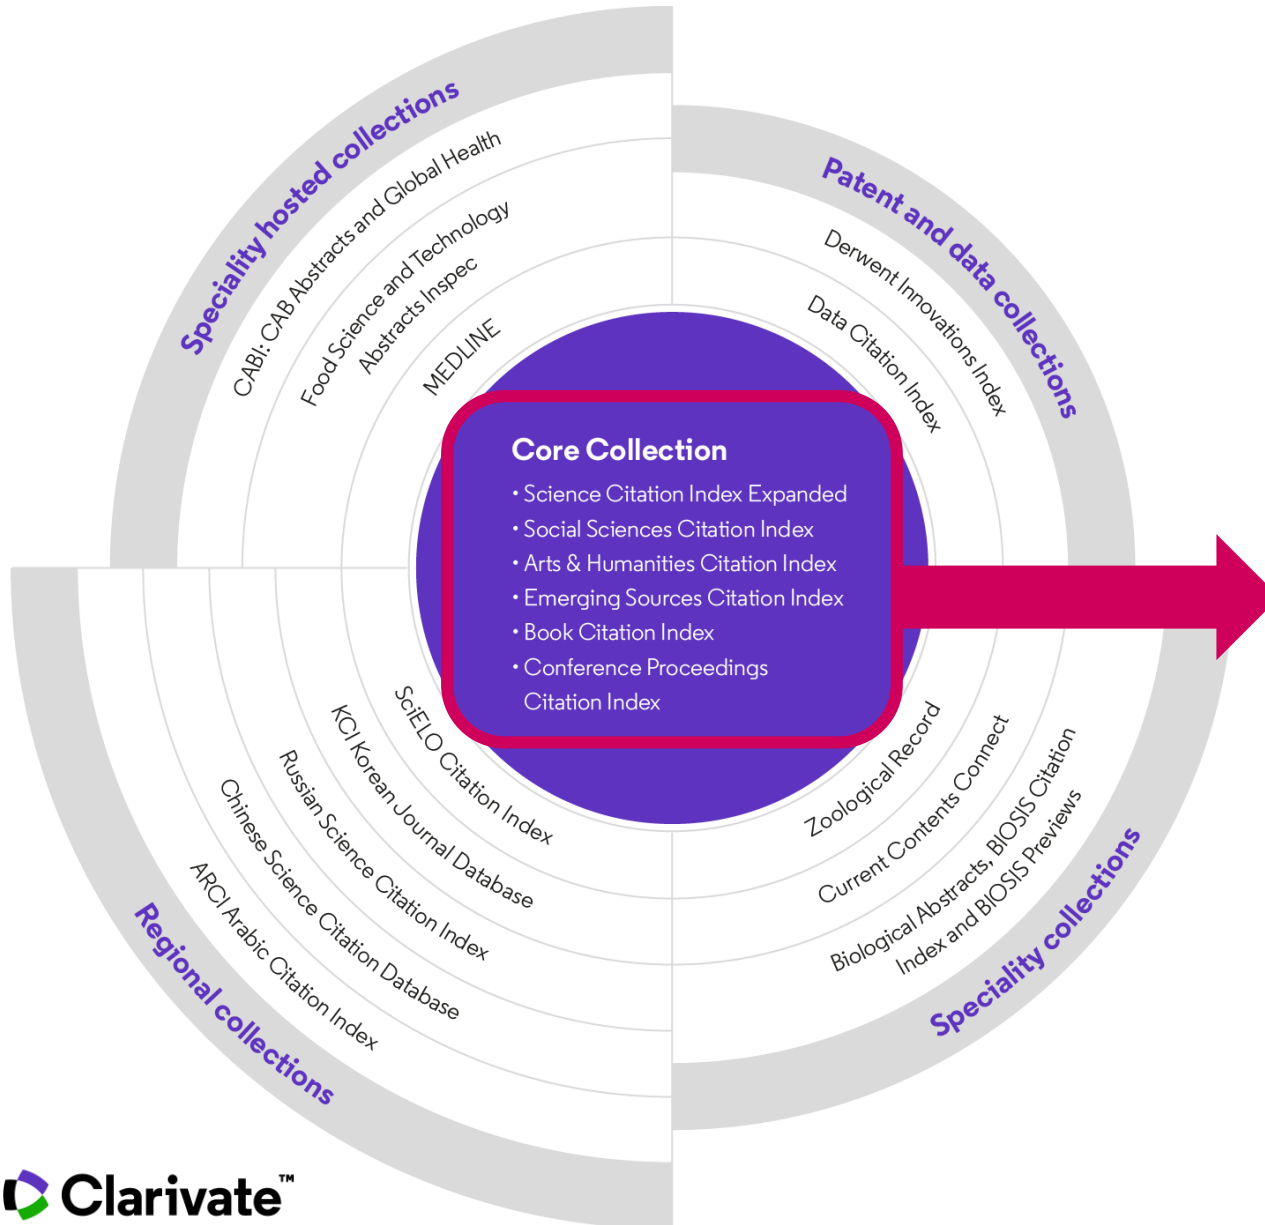 Speciality hosted collections
CABI: CAB Abstracts and Global Health
Food Science and Technology
Abstracts Inspec
MEDLINE
Patent and data collections
Derwent Innovations Index
Data Citation Index
Core Collection
• Science Citation Index Expanded
• Social Sciences Citation Index
• Arts & Humanities Citation Index
• Emerging Sources Citation Index
• Book Citation Index
• Conference Proceedings
Citation Index
SciELO Citation Index
KCI Korean Journal Database
Russian Science Citation Index
Chinese Science Citation Database
ARCI Arabic Citation Index
Regional collections
Zoological Record
Current Contents Connect
Biological Abstracts, BIOSIS Citation
Index and BIOSIS Previews
Speciality collections
Clarivate™